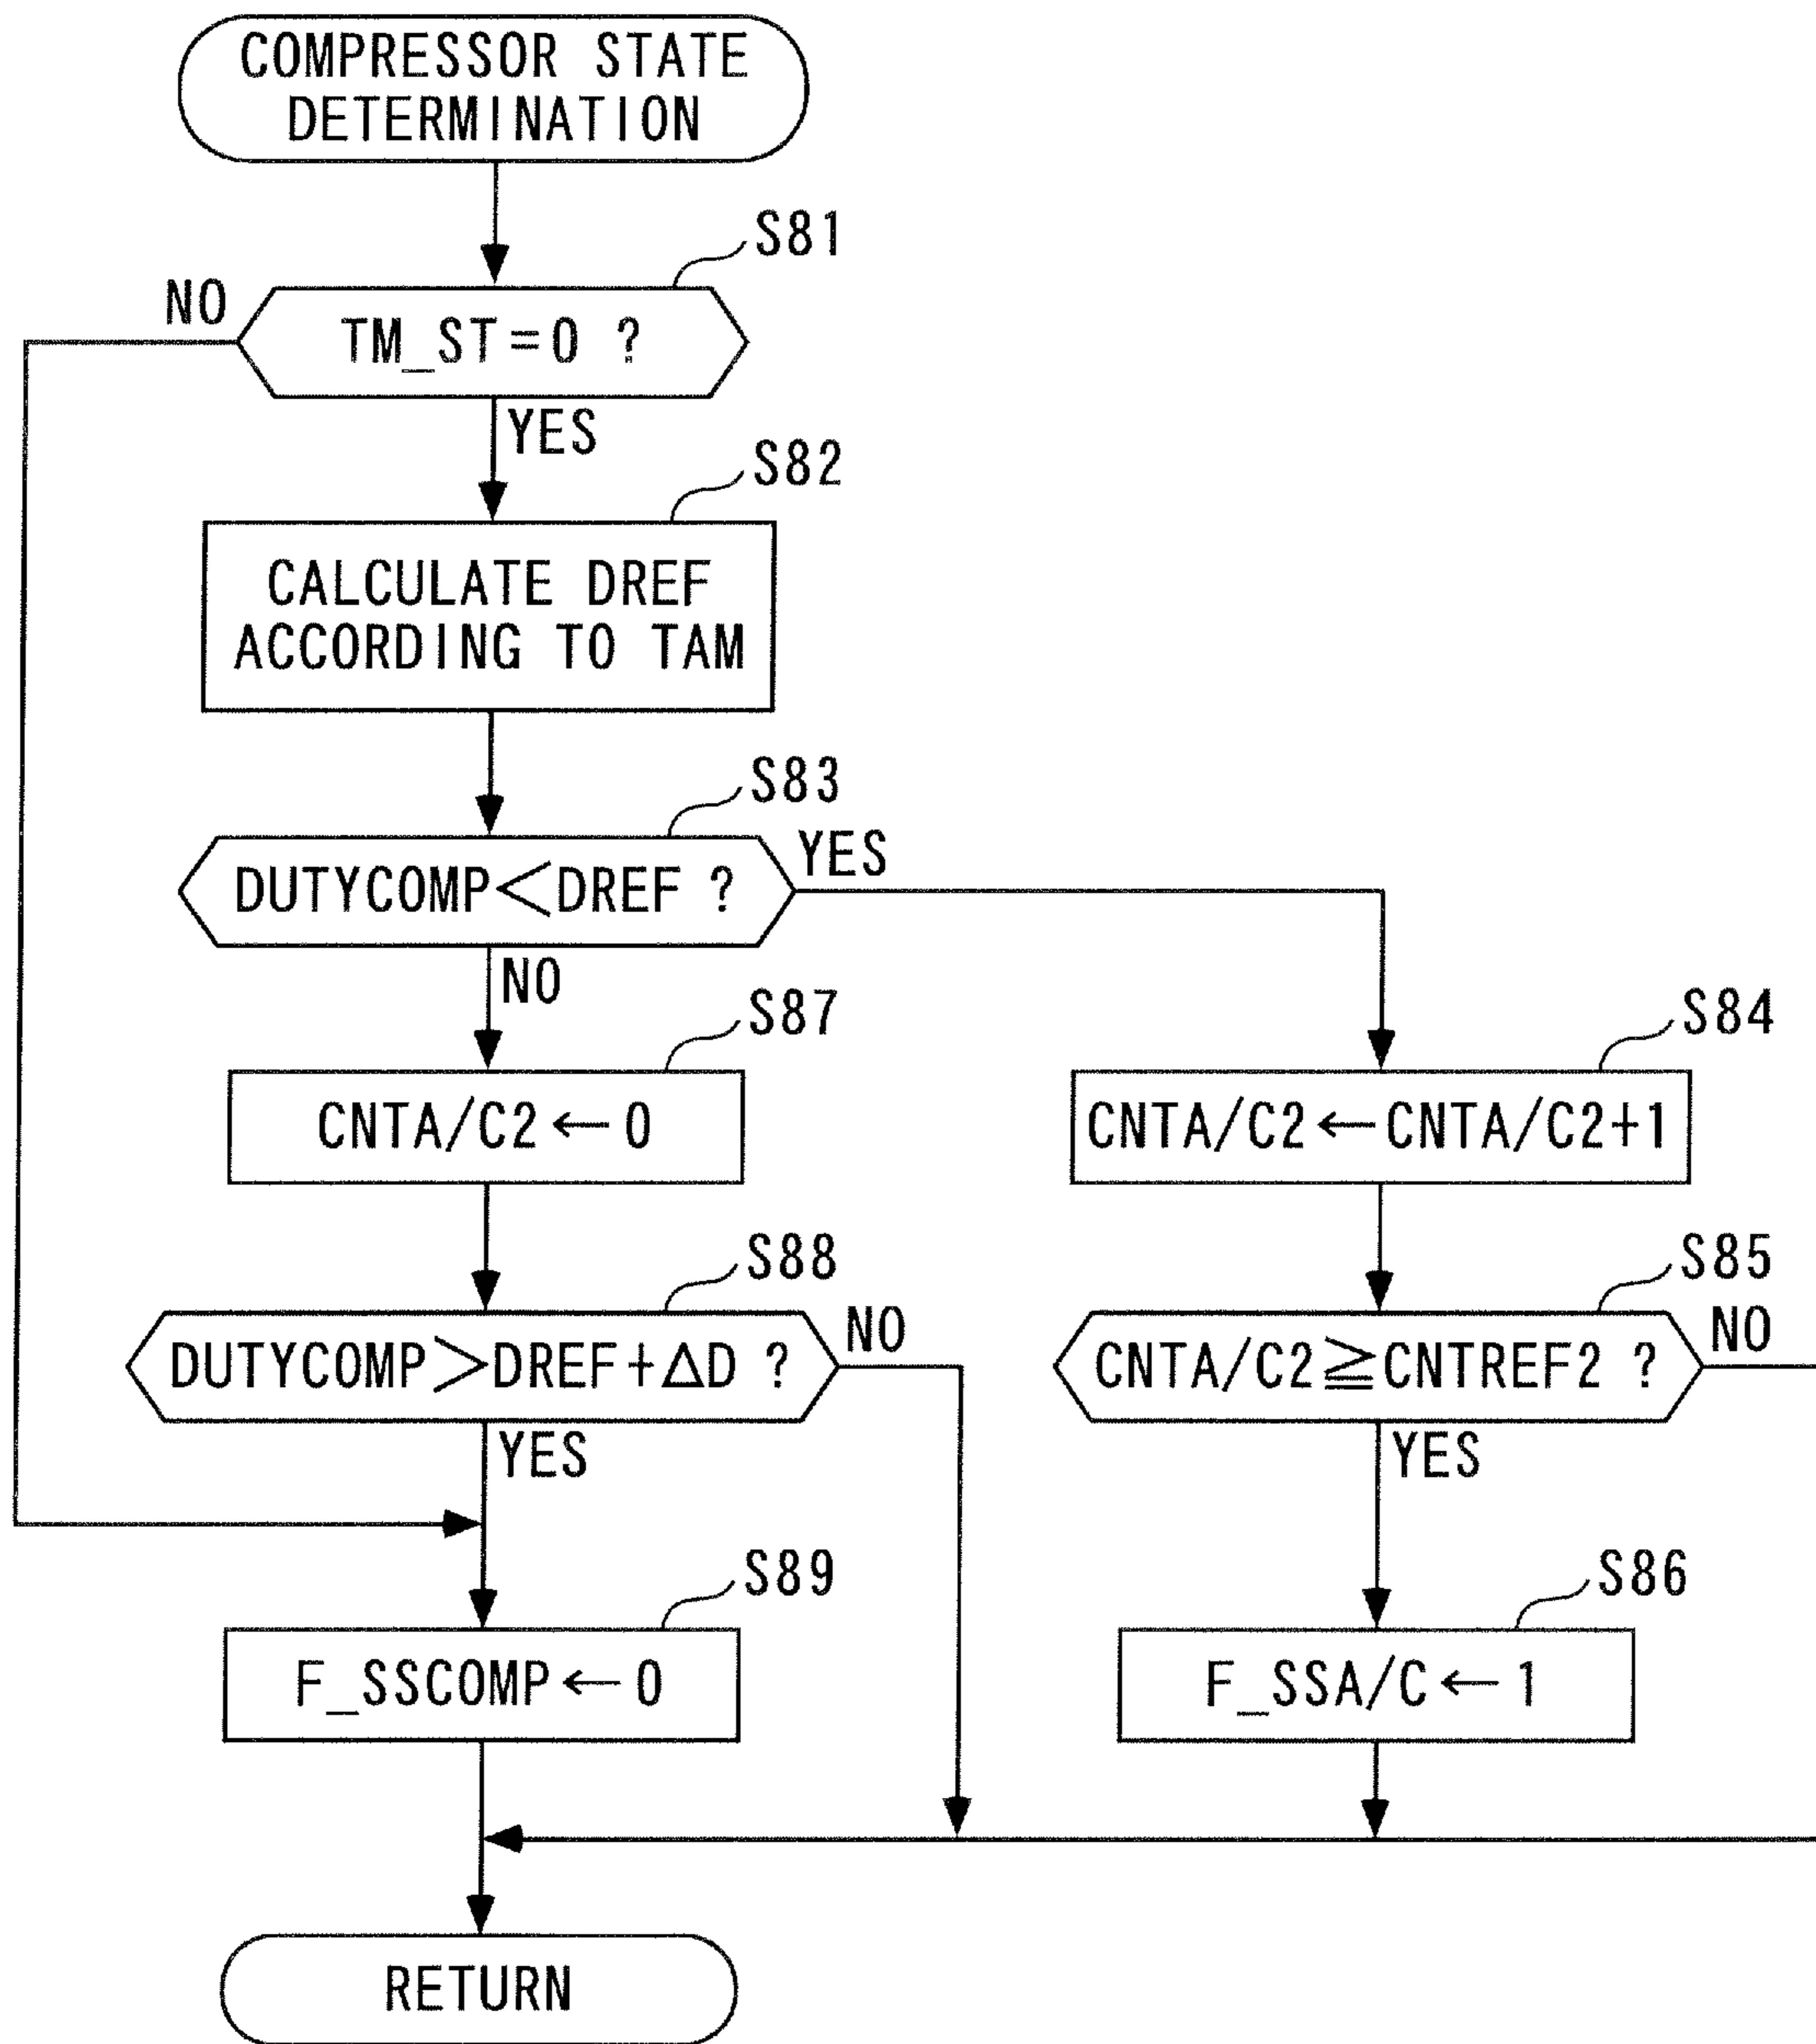 COMPRESSOR STATE
DETERMINATION
S81
NO
TM_ST=0 ?
YES
S82
CALCULATE DREF
ACCORDING TO TAM
S83
DUTYCOMP<DREF ?
YES
NO
S87
CNTA/C2←0
S84
CNTA/C2←CNTA/C2+1
S88
DUTYCOMP>DREF+ΔD ?
NO
YES
S85
CNTA/C2≧CNTREF2 ?
NO
YES
S89
F_SSCOMP←0
S86
F_SSA/C←1
RETURN